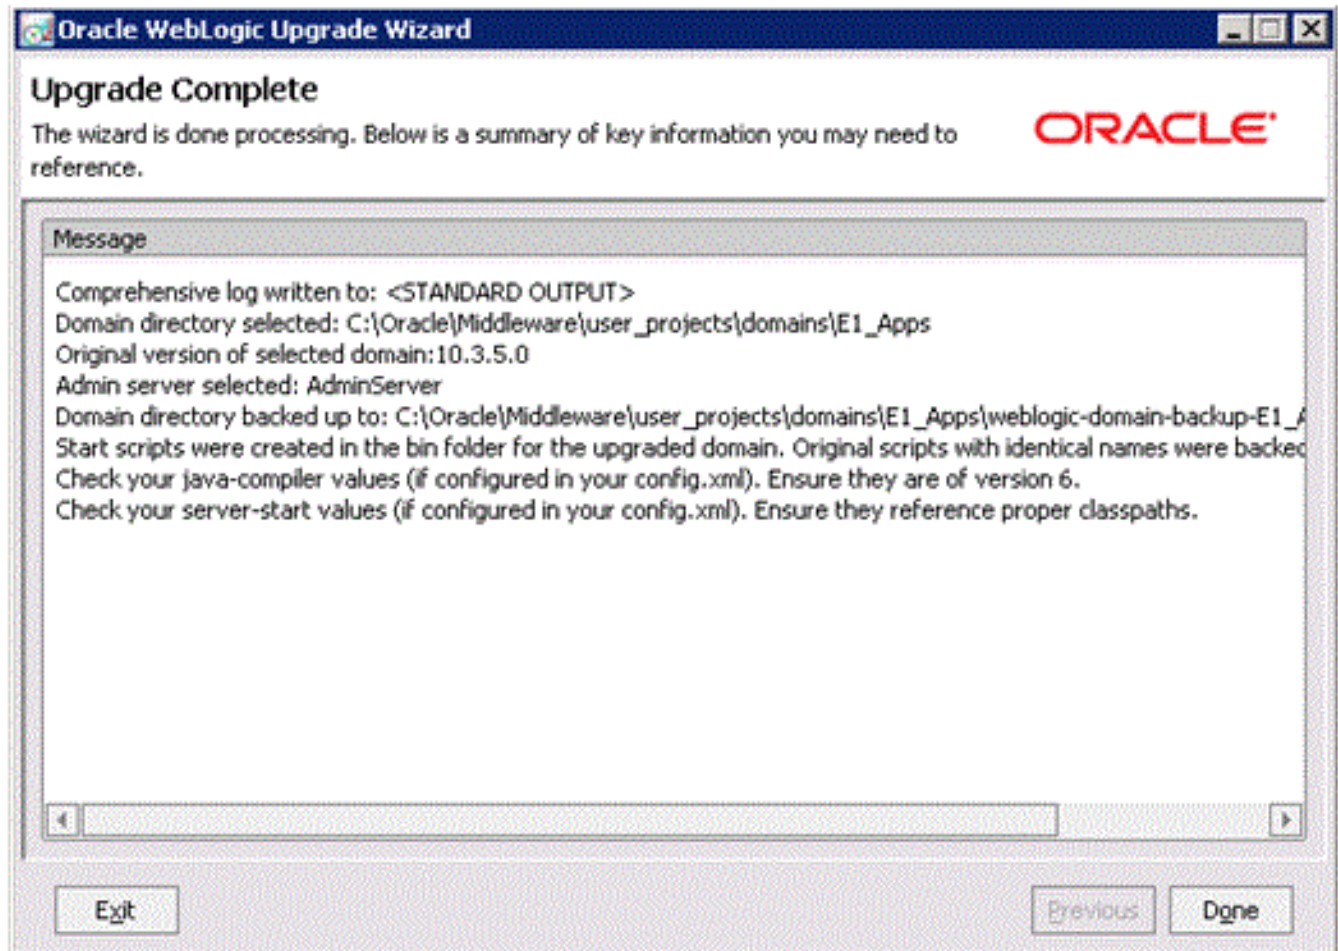 Oracle WebLogic Upgrade Wizard
Upgrade Complete
The wizard is done processing. Below is a summary of key information you may need to
reference.
ORACLE
Message
Comprehensive log written to: <STANDARD OUTPUT>
Domain directory selected: C:\Oracle\Middleware\user_projects\domains\E1_Apps
Original version of selected domain:10.3.5.0
Admin server selected: AdminServer
Domain directory backed up to: C:\Oracle\Middleware\user_projects\domains\E1_Apps\weblogic-domain-backup-E1_A
Start scripts were created in the bin folder for the upgraded domain. Original scripts with identical names were backed
Check your java-compiler values (if configured in your config.xml). Ensure they are of version 6.
Check your server-start values (if configured in your config.xml). Ensure they reference proper classpaths.
Exit
Previous
Done